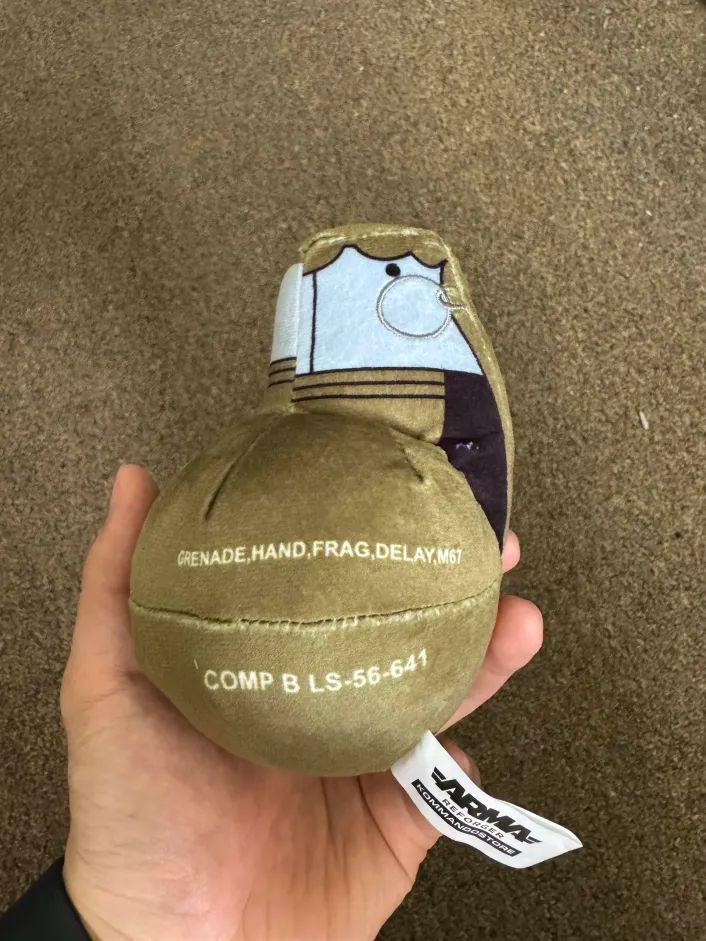 GRENADE,HAND,FRAG,DELAY,M67
COMP B LS-56-641
ARMA
REFORGER
KOMMANDOSTORE